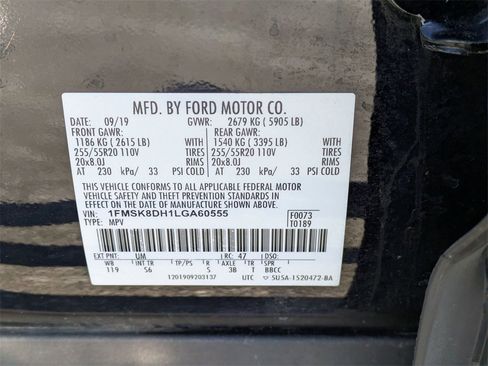 MFD. BY FORD MOTOR CO.
DATE: 09/19 GVWR: 2679 KG ( 5905 LB)
FRONT GAWR: REAR GAWR:
1186 KG ( 2615 LB) WITH 1540 KG ( 3395 LB) WITH
255/55R20 110V TIRES 255/55R20 110V TIRES
20x8.0J RIMS 20x8.0J RIMS
AT 230 kPa/ 33 PSI COLD AT 230 kPa/ 33 PSI COLD
THIS VEHICLE CONFORMS TO ALL APPLICABLE FEDERAL MOTOR
VEHICLE SAFETY AND THEFT PREVENTION STANDARDS IN EFFECT
ON THE DATE OF MANUFACTURE SHOWN ABOVE.
VIN: 1FMSK8DH1LGA60555 F0073
TYPE: MPV T0189
EXT PNT: UM RC: 47 DSO:
WB INT TR TP/PS R AXLE TR SPR
119 56 5 3B T BBCC
1201909203137 UTC 5U5A-1520472-BA